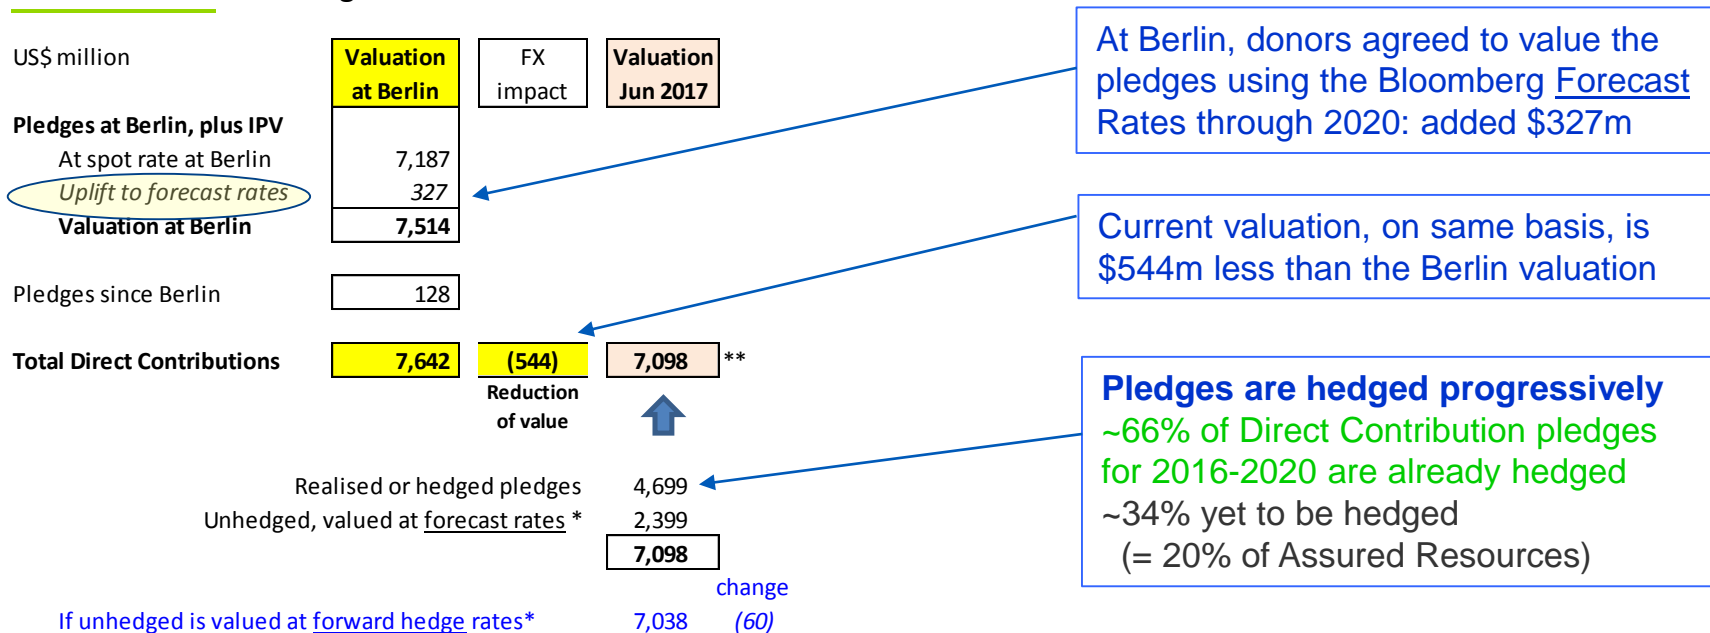 US$ million
Valuation at Berlin
FX impact
Valuation Jun 2017
Pledges at Berlin, plus IPV
At spot rate at Berlin 7,187
Uplift to forecast rates 327
Valuation at Berlin 7,514
Pledges since Berlin 128
Total Direct Contributions 7,642 (544) 7,098 **
Reduction
of value
Realised or hedged pledges 4,699
Unhedged, valued at forecast rates * 2,399
7,098
change
If unhedged is valued at forward hedge rates* 7,038 (60)
At Berlin, donors agreed to value the
pledges using the Bloomberg Forecast
Rates through 2020: added $327m
Current valuation, on same basis, is
$544m less than the Berlin valuation
Pledges are hedged progressively
~66% of Direct Contribution pledges
for 2016-2020 are already hedged
~34% yet to be hedged
(= 20% of Assured Resources)